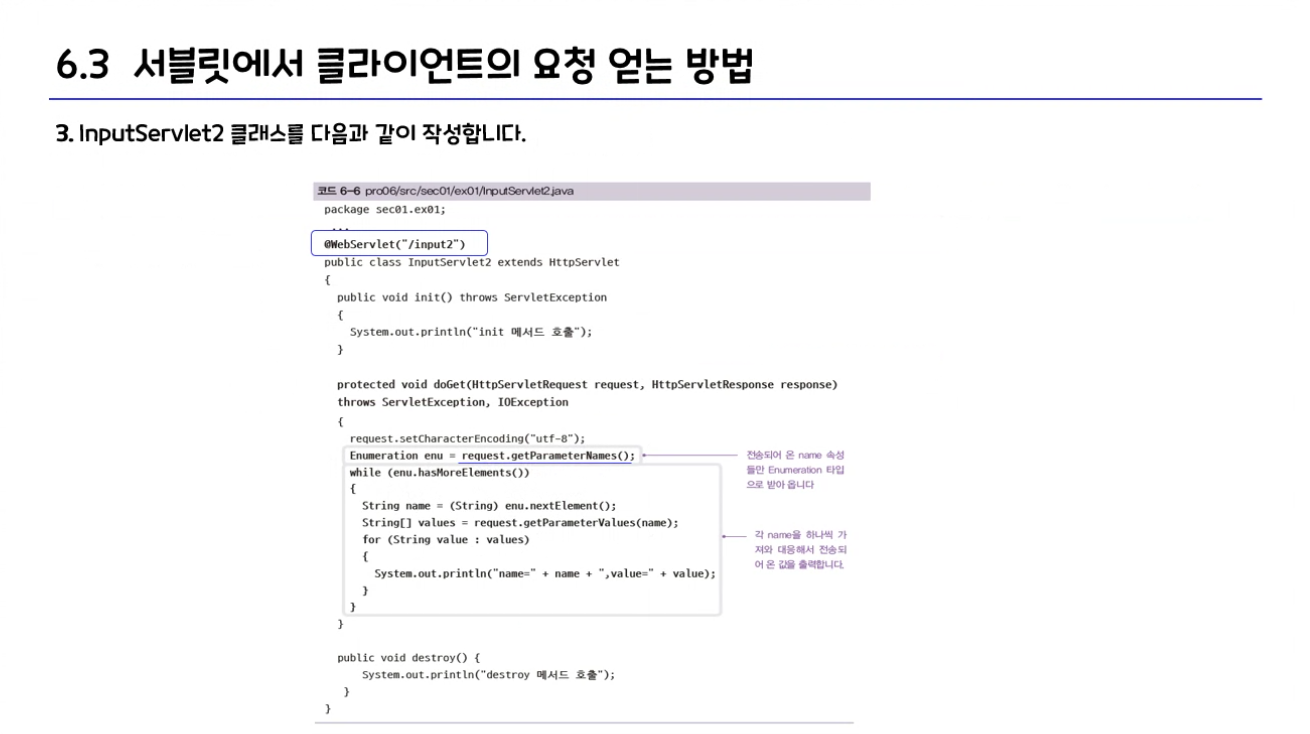 6.3 서블릿에서 클라이언트의 요청 얻는 방법
3. InputServlet2 클래스를 다음과 같이 작성합니다.
코드 6-6 pro06/src/sec01/ex01/InputServlet2.java
package sec01.ex01;
...
@WebServlet("/input2")
public class InputServlet2 extends HttpServlet
{
public void init() throws ServletException
{
System.out.println("init 메서드 호출");
}
protected void doGet(HttpServletRequest request, HttpServletResponse response)
throws ServletException, IOException
{
request.setCharacterEncoding("utf-8");
Enumeration enu = request.getParameterNames();
전송되어 온 name 속성
들만 Enumeration 타입
으로 받아 옵니다
while (enu.hasMoreElements())
{
String name = (String) enu.nextElement();
String[] values = request.getParameterValues(name);
for (String value : values)
{
System.out.println("name=" + name + ",value=" + value);
}
}
각 name을 하나씩 가
져와 대응해서 전송되
어 온 값을 출력합니다.
}
public void destroy() {
System.out.println("destroy 메서드 호출");
}
}